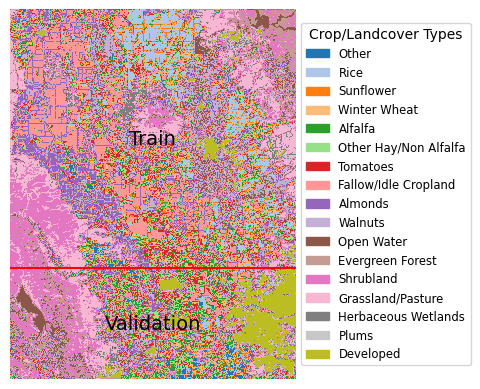 Train
Validation
Crop/Landcover Types
Other
Rice
Sunflower
Winter Wheat
Alfalfa
Other Hay/Non Alfalfa
Tomatoes
Fallow/Idle Cropland
Almonds
Walnuts
Open Water
Evergreen Forest
Shrubland
Grassland/Pasture
Herbaceous Wetlands
Plums
Developed